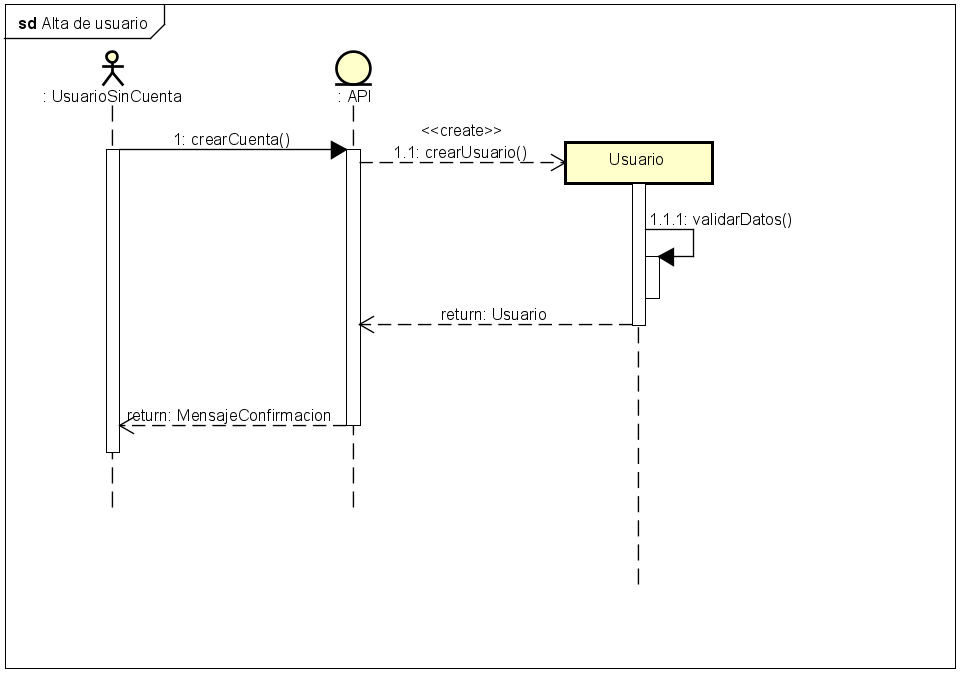 sd Alta de usuario
: UsuarioSinCuenta
: API
1: crearCuenta()
<<create>>
1.1: crearUsuario()
Usuario
1.1.1: validarDatos()
return: Usuario
return: MensajeConfirmacion